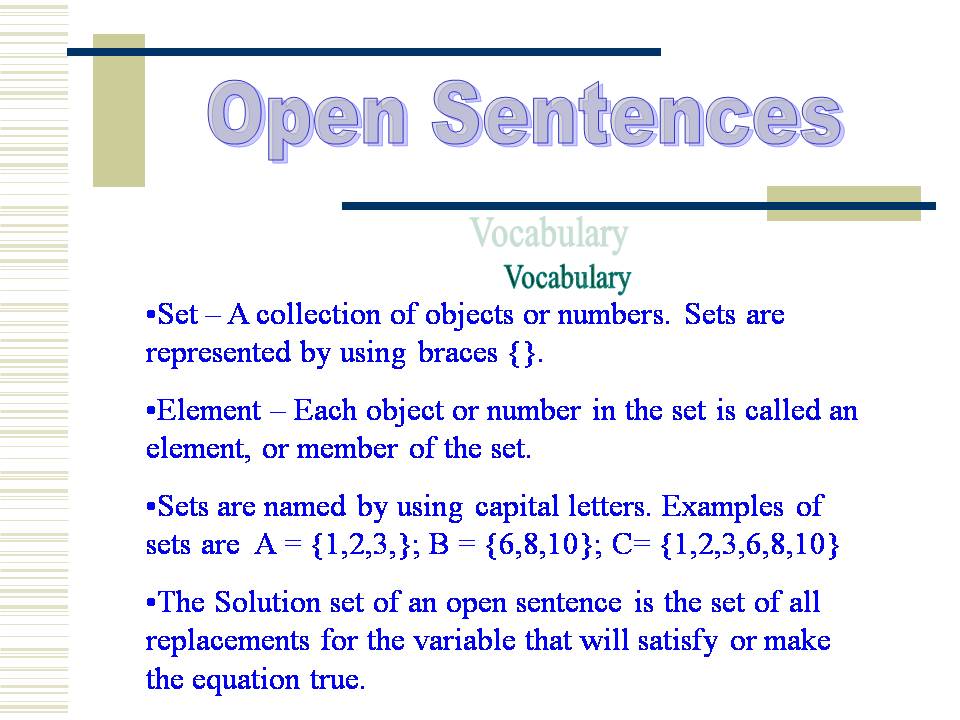 Open Sentences
Vocabulary
Vocabulary
•Set – A collection of objects or numbers. Sets are
represented by using braces {}.
•Element – Each object or number in the set is called an
element, or member of the set.
•Sets are named by using capital letters. Examples of
sets are A = {1,2,3,}; B = {6,8,10}; C= {1,2,3,6,8,10}
•The Solution set of an open sentence is the set of all
replacements for the variable that will satisfy or make
the equation true.